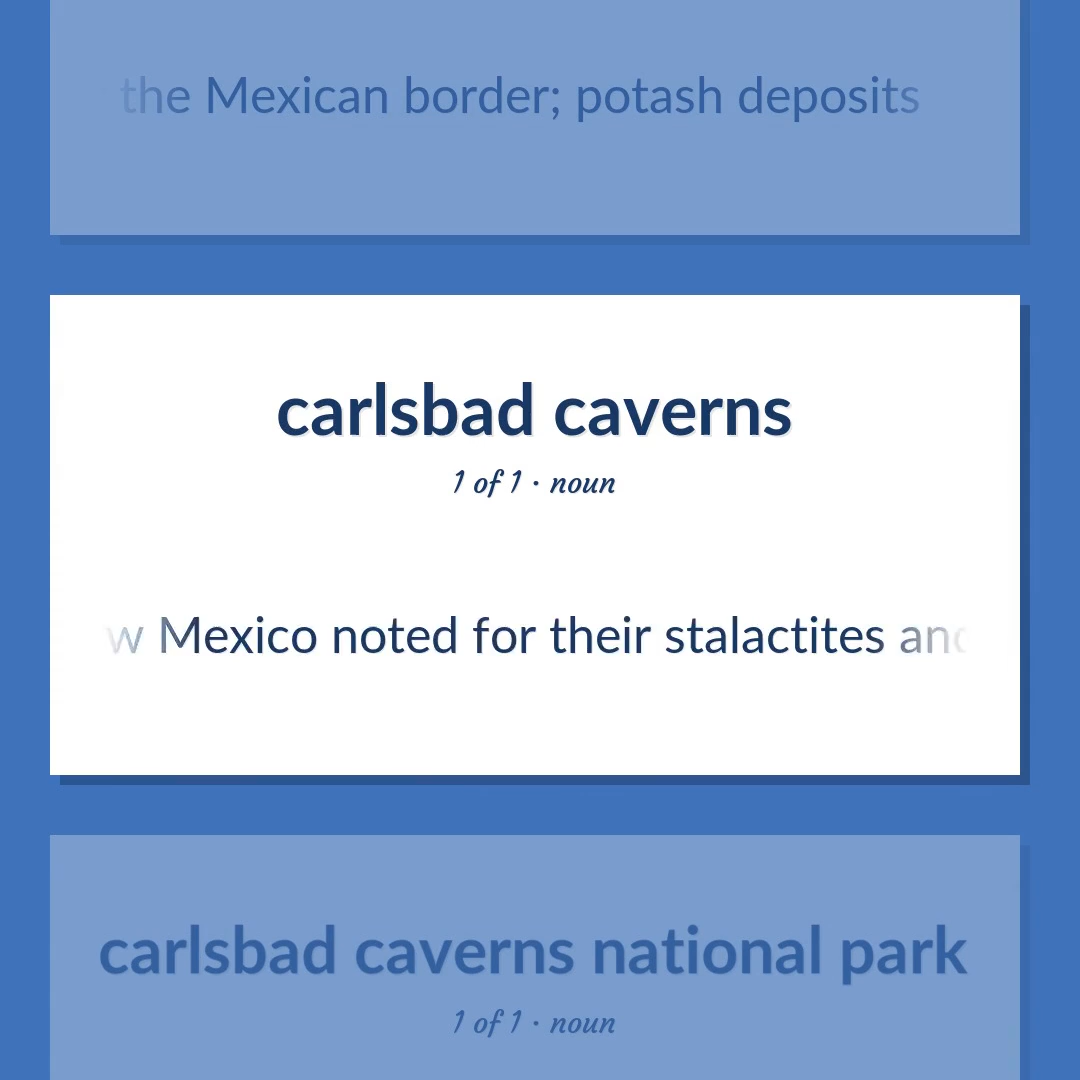 the Mexican border; potash deposits
carlsbad caverns
1 of 1 · noun
w Mexico noted for their stalactites and
carlsbad caverns national park
1 of 1 · noun